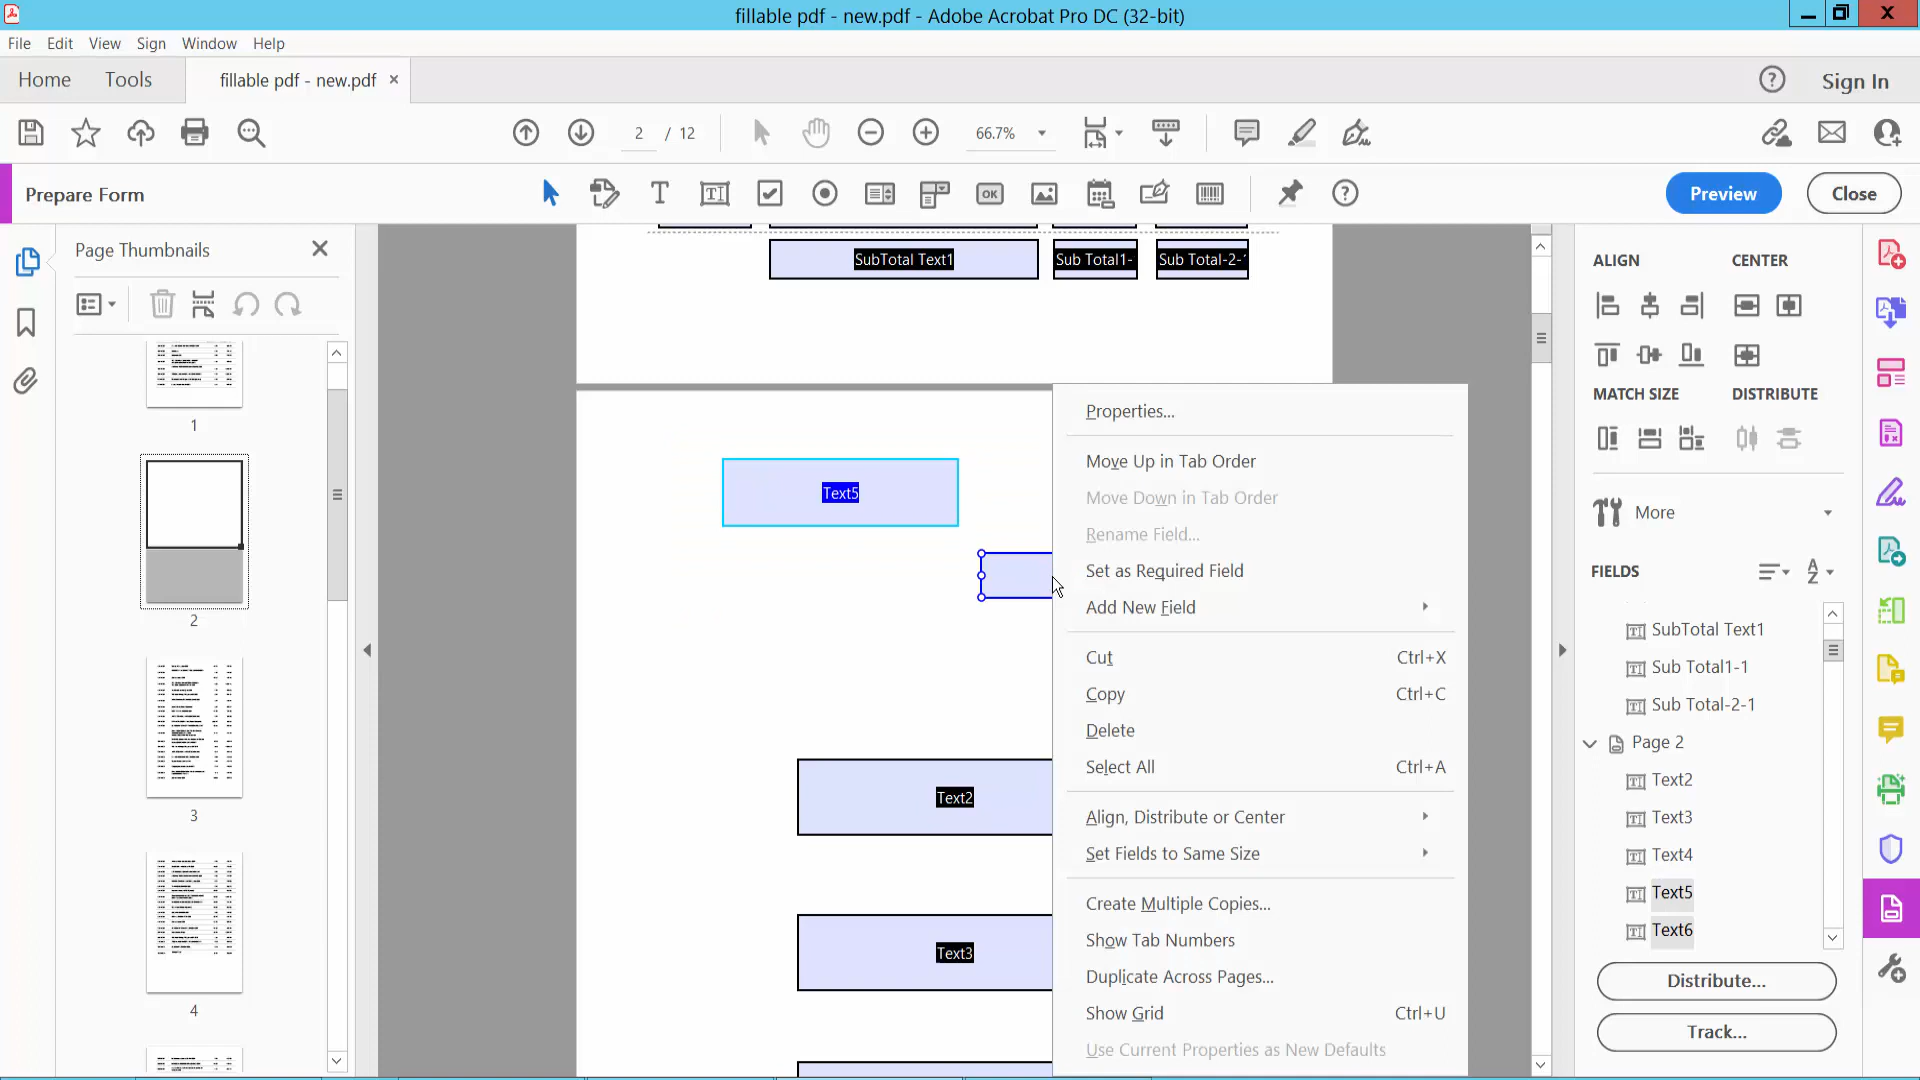 fillable pdf - new.pdf - Adobe Acrobat Pro DC (32-bit)
File Edit View Sign Window Help
Home Tools fillable pdf - new.pdf × Sign In
2 / 12 66.7%
Prepare Form OK Preview Close
Page Thumbnails
1
2
3
4
SubTotal Text1 Sub Total1- Sub Total-2-
Text5
Text2
Text3
Properties...
Move Up in Tab Order
Move Down in Tab Order
Rename Field...
Set as Required Field
Add New Field
Cut Ctrl+X
Copy Ctrl+C
Delete
Select All Ctrl+A
Align, Distribute or Center
Set Fields to Same Size
Create Multiple Copies...
Show Tab Numbers
Duplicate Across Pages...
Show Grid Ctrl+U
Use Current Properties as New Defaults
ALIGN CENTER
MATCH SIZE DISTRIBUTE
More
FIELDS
SubTotal Text1
Sub Total1-1
Sub Total-2-1
Page 2
Text2
Text3
Text4
Text5
Text6
Distribute...
Track...